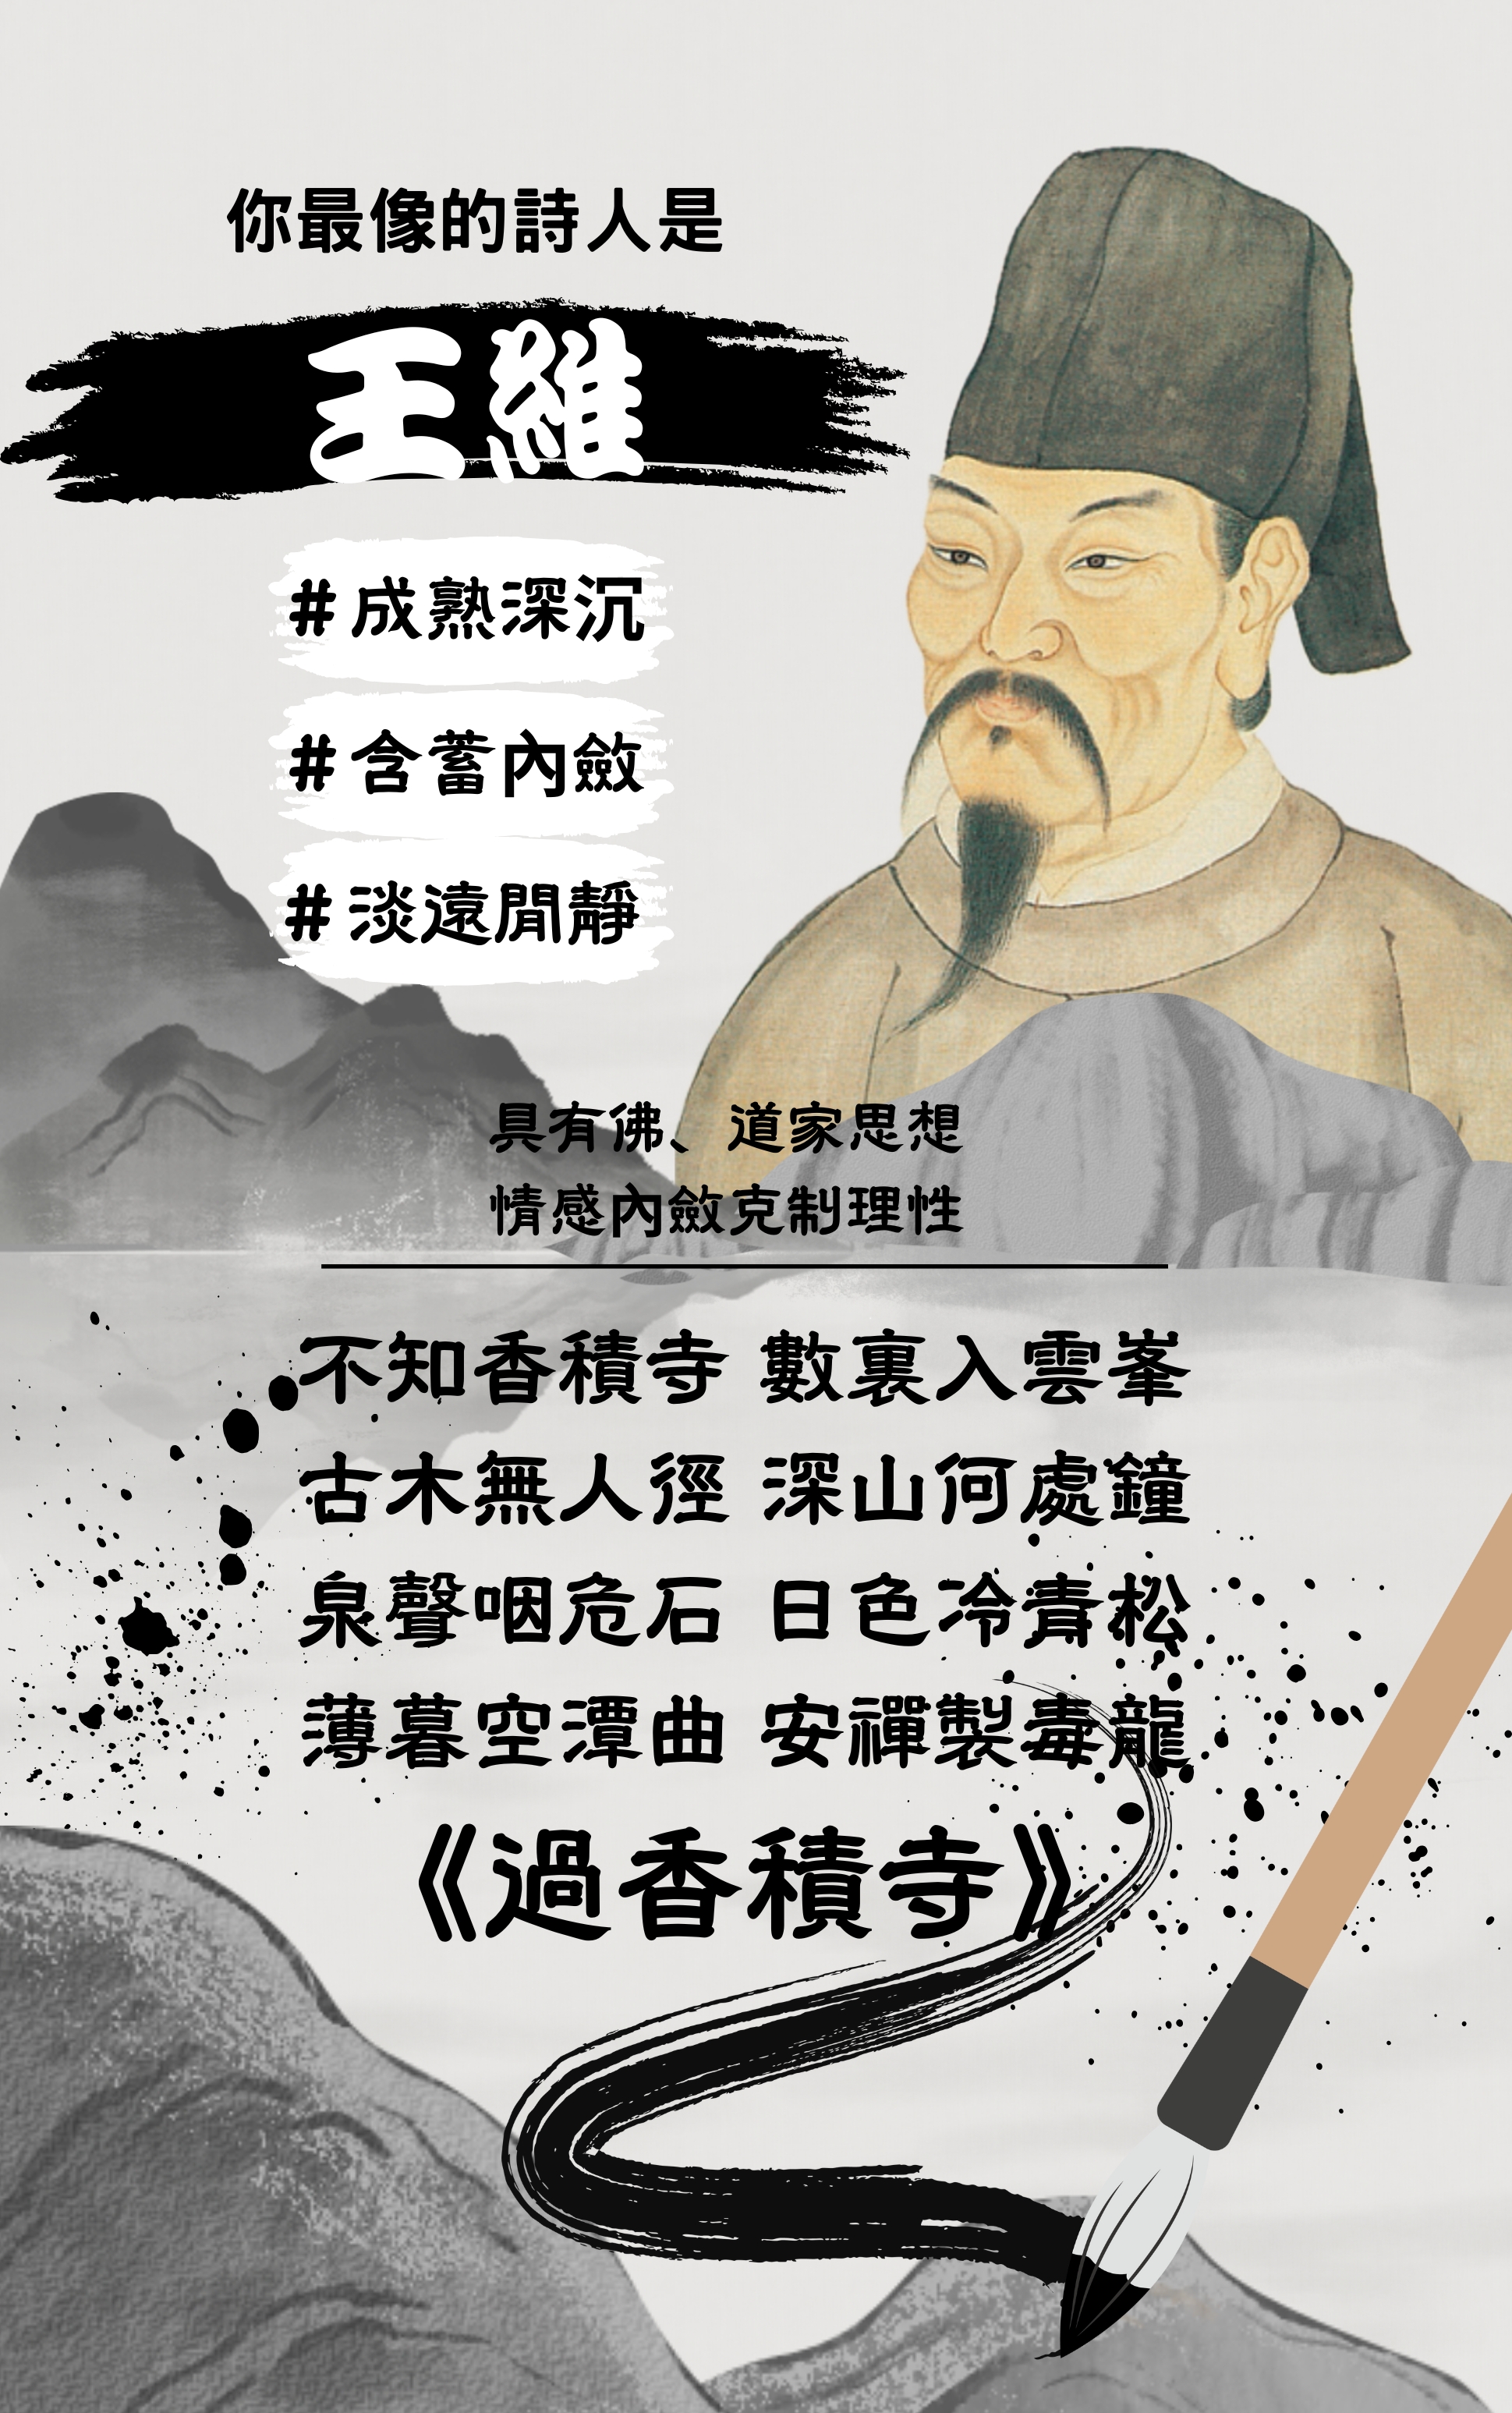 你最像的詩人是
王維
#成熟深沉
#含蓄內斂
#淡遠閒靜
具有佛、道家思想
情感內斂克制理性
不知香積寺 數裏入雲峯
古木無人徑 深山何處鐘
泉聲咽危石 日色冷青松
薄暮空潭曲 安禪製毒龍
《過香積寺》